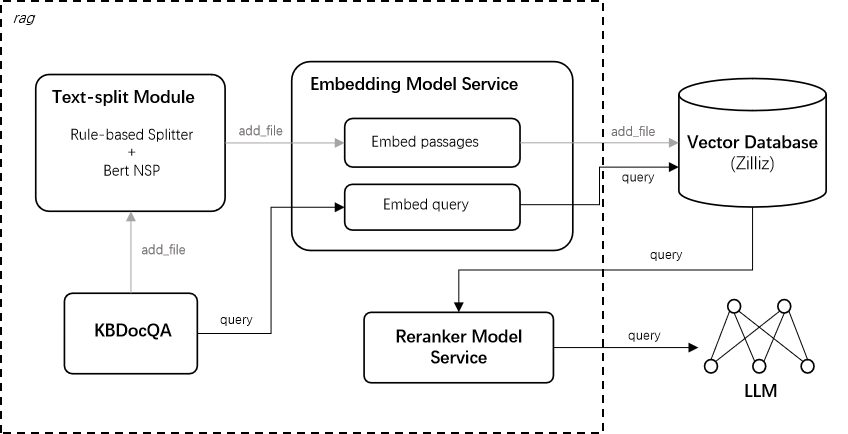 rag
Text-split Module
Rule-based Splitter
+
Bert NSP
add_file
Embedding Model Service
Embed passages
Embed query
add_file
query
Vector Database
(Zilliz)
add_file
KBDocQA
query
query
Reranker Model
Service
query
LLM